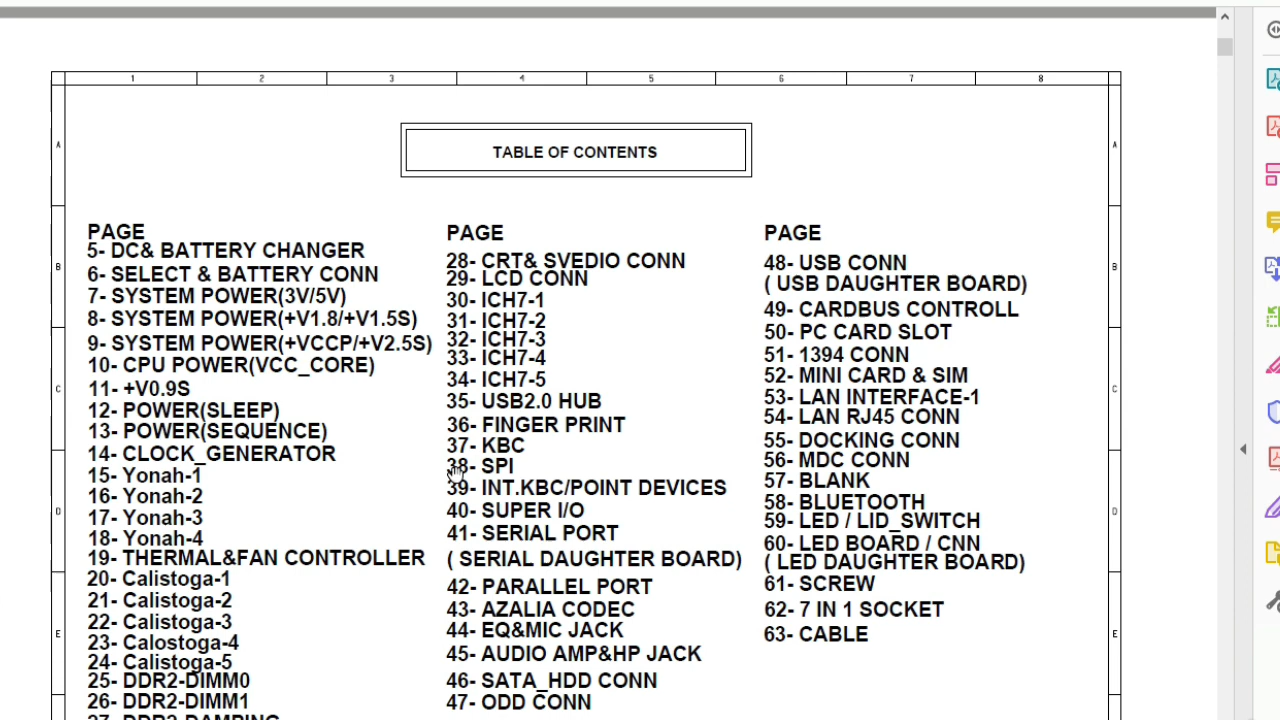 1 2 3 4 5 6 7 8
TABLE OF CONTENTS
A A
B B
C C
D D
E E
PAGE
5- DC& BATTERY CHANGER
6- SELECT & BATTERY CONN
7- SYSTEM POWER(3V/5V)
8- SYSTEM POWER(+V1.8/+V1.5S)
9- SYSTEM POWER(+VCCP/+V2.5S)
10- CPU POWER(VCC_CORE)
11- +V0.9S
12- POWER(SLEEP)
13- POWER(SEQUENCE)
14- CLOCK_GENERATOR
15- Yonah-1
16- Yonah-2
17- Yonah-3
18- Yonah-4
19- THERMAL&FAN CONTROLLER
20- Calistoga-1
21- Calistoga-2
22- Calistoga-3
23- Calostoga-4
24- Calistoga-5
25- DDR2-DIMM0
26- DDR2-DIMM1
27- DDR2-DAMPING
PAGE
28- CRT& SVEDIO CONN
29- LCD CONN
30- ICH7-1
31- ICH7-2
32- ICH7-3
33- ICH7-4
34- ICH7-5
35- USB2.0 HUB
36- FINGER PRINT
37- KBC
38- SPI
39- INT.KBC/POINT DEVICES
40- SUPER I/O
41- SERIAL PORT
( SERIAL DAUGHTER BOARD)
42- PARALLEL PORT
43- AZALIA CODEC
44- EQ&MIC JACK
45- AUDIO AMP&HP JACK
46- SATA_HDD CONN
47- ODD CONN
PAGE
48- USB CONN
( USB DAUGHTER BOARD)
49- CARDBUS CONTROLL
50- PC CARD SLOT
51- 1394 CONN
52- MINI CARD & SIM
53- LAN INTERFACE-1
54- LAN RJ45 CONN
55- DOCKING CONN
56- MDC CONN
57- BLANK
58- BLUETOOTH
59- LED / LID_SWITCH
60- LED BOARD / CNN
( LED DAUGHTER BOARD)
61- SCREW
62- 7 IN 1 SOCKET
63- CABLE